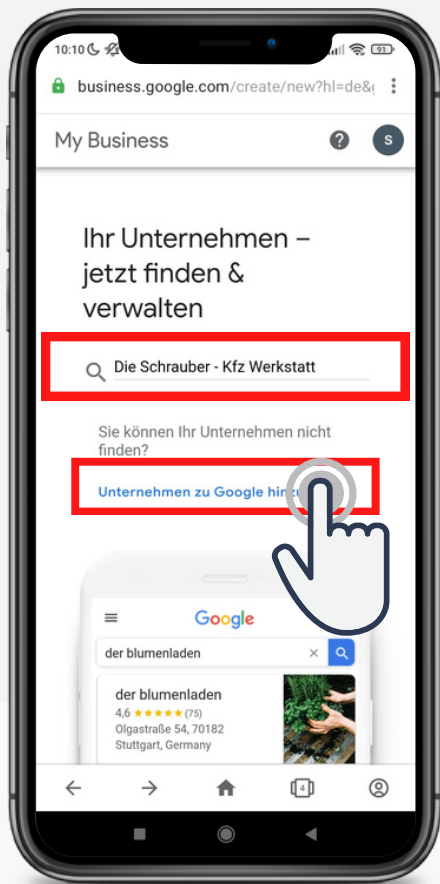 10:10
91
business.google.com/create/new?hl=de&g
My Business
?
S
Ihr Unternehmen –
jetzt finden &
verwalten
Die Schrauber - Kfz Werkstatt
Sie können Ihr Unternehmen nicht
finden?
Unternehmen zu Google
Google
der blumenladen
der blumenladen
4,6 ★★★★★ (75)
Olgastraße 54, 70182
Stuttgart, Germany
4